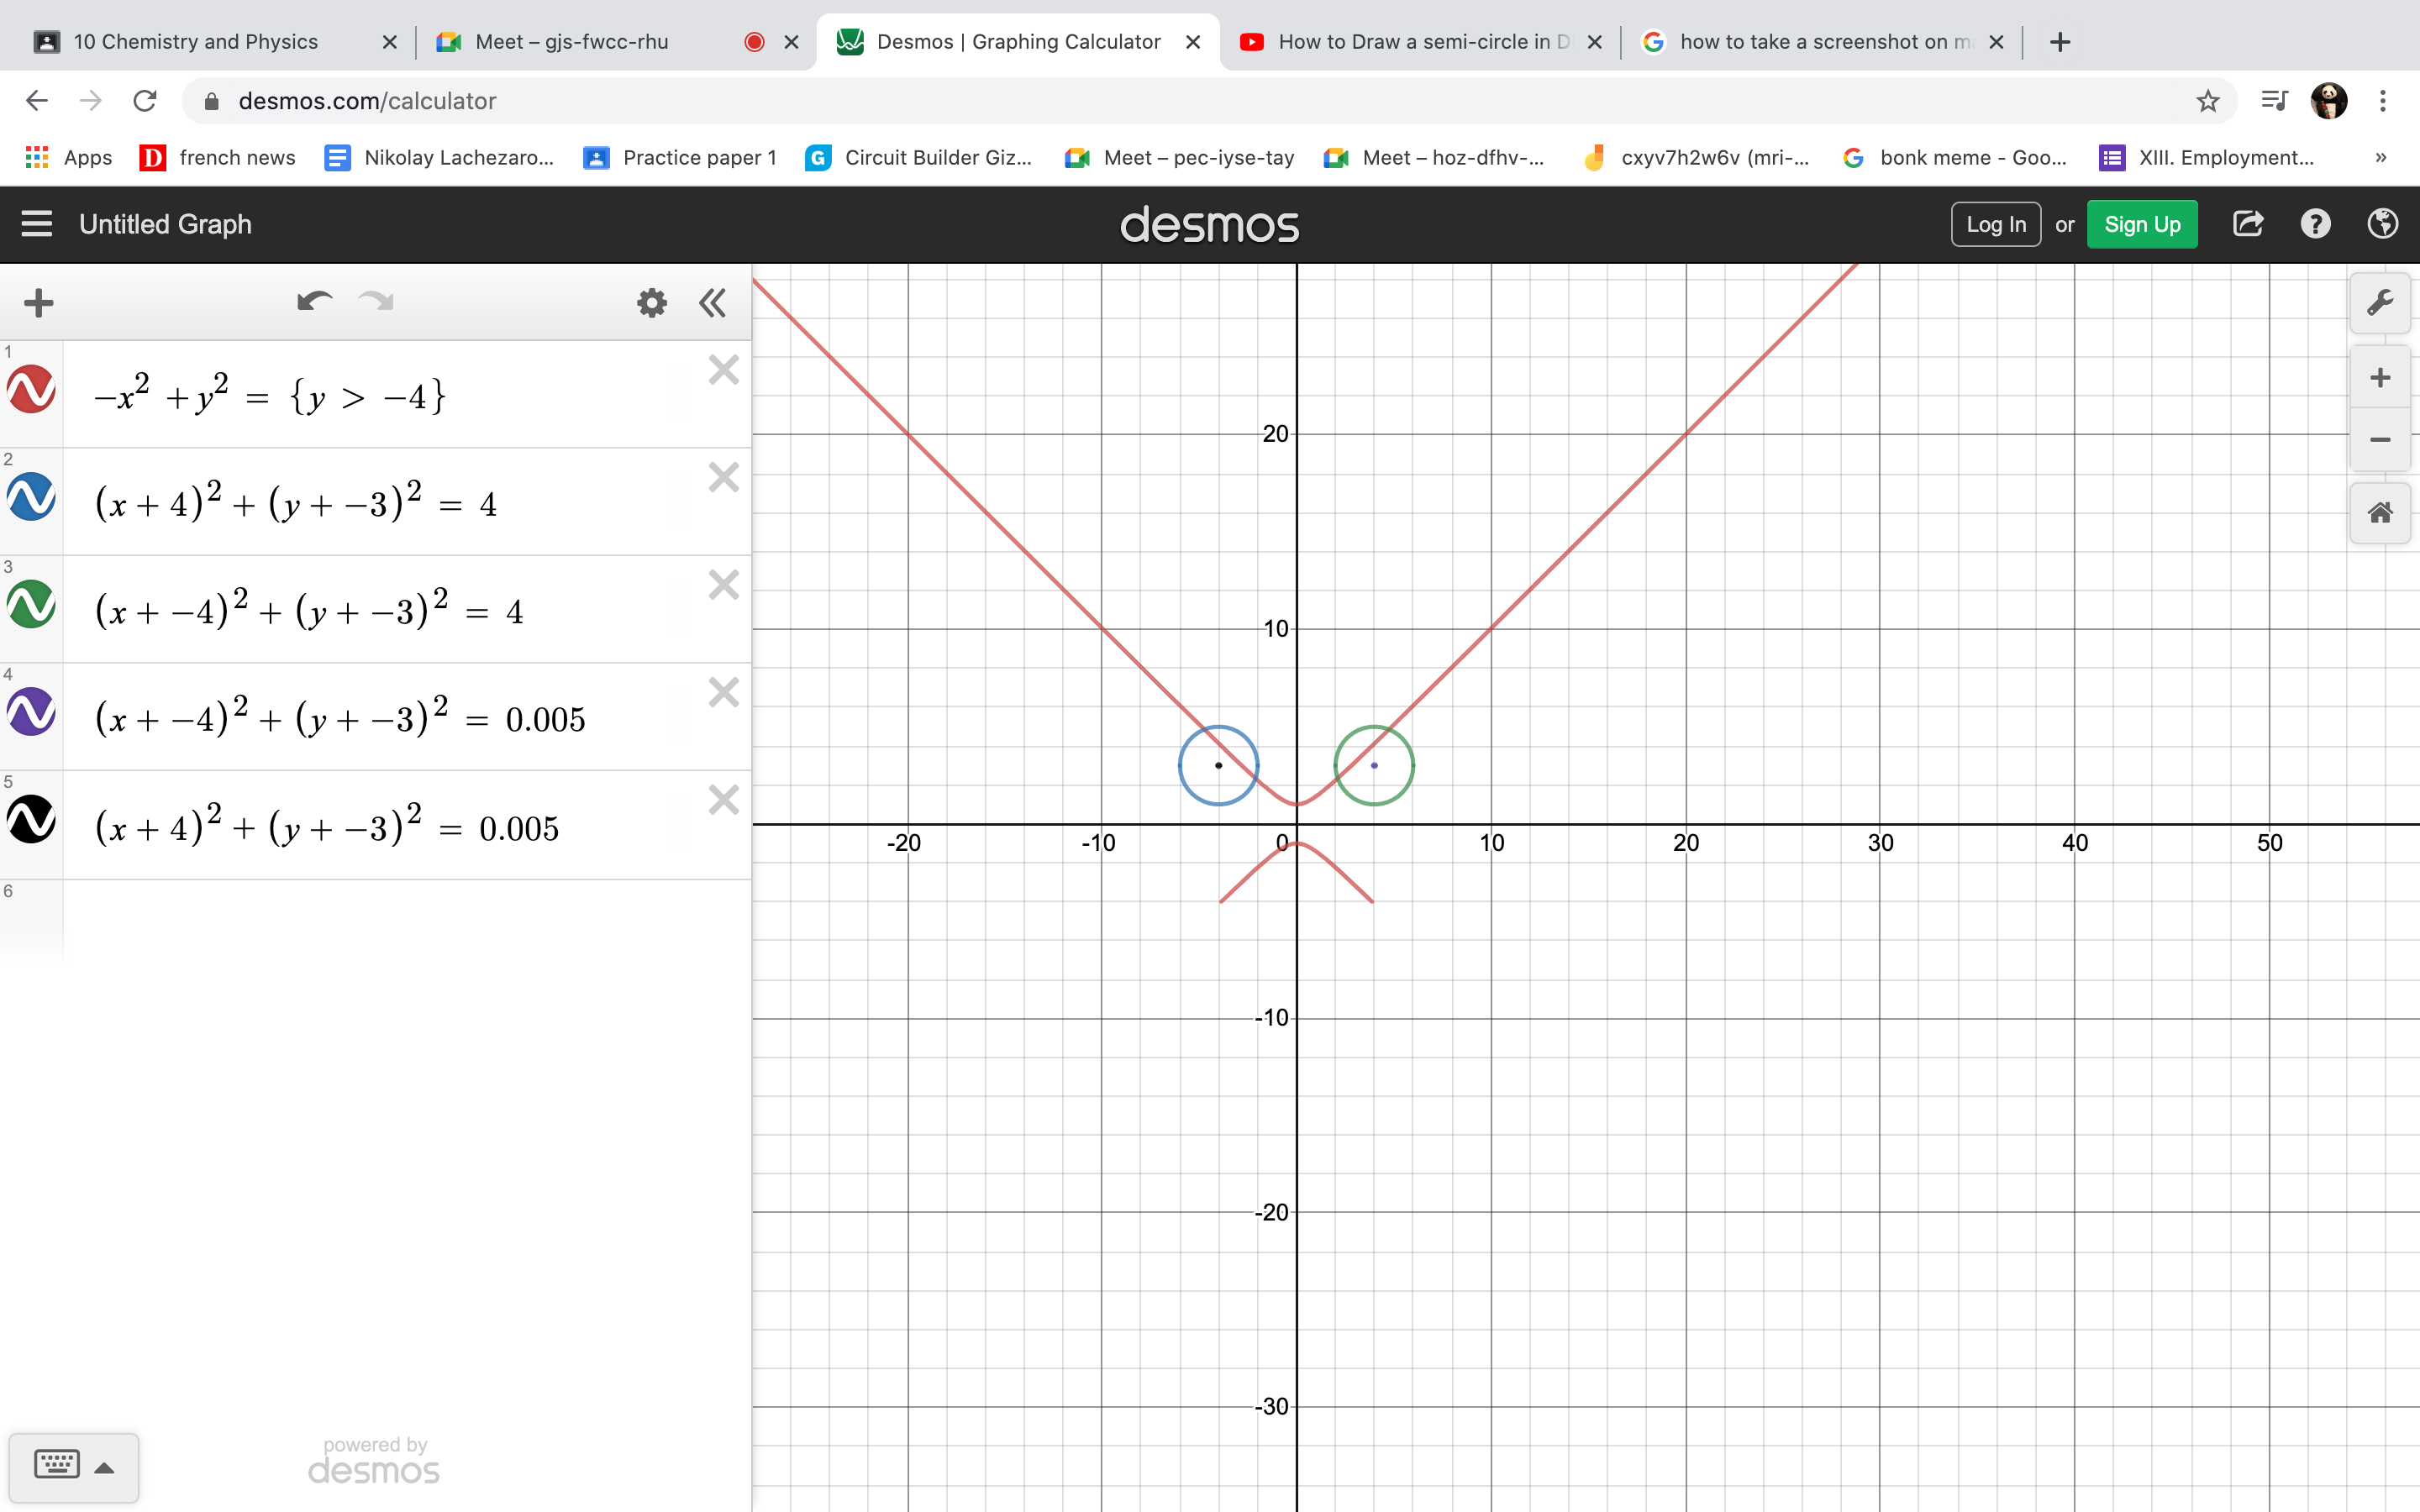 10 Chemistry and Physics
Meet – gjs-fwcc-rhu
Desmos | Graphing Calculator
How to Draw a semi-circle in D
how to take a screenshot on m
desmos.com/calculator
Apps
french news
Nikolay Lachezaro...
Practice paper 1
Circuit Builder Giz...
Meet – pec-iyse-tay
Meet – hoz-dfhv-...
cxyv7h2w6v (mri-...
bonk meme - Goo...
XIII. Employment...
»
Untitled Graph
desmos
Log In
or
Sign Up
1
−x² + y² = {y > −4}
2
(x + 4)² + (y + −3)² = 4
3
(x + −4)² + (y + −3)² = 4
4
(x + −4)² + (y + −3)² = 0.005
5
(x + 4)² + (y + −3)² = 0.005
6
powered by
desmos
20
10
-20 -10 0 10 20 30 40 50
-10
-20
-30